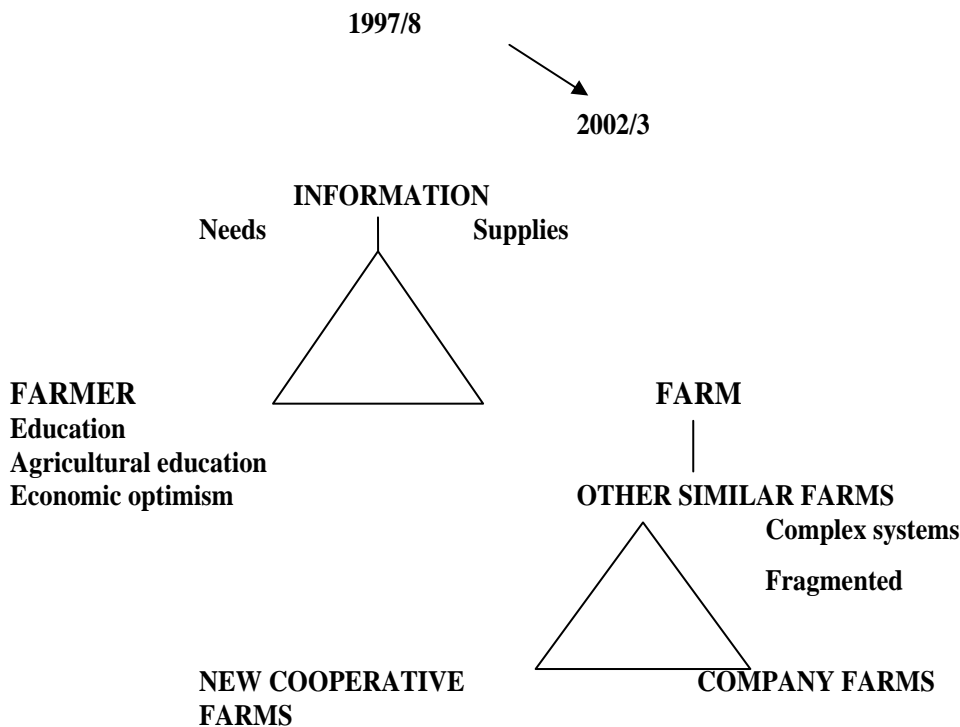 1997/8
2002/3
INFORMATION
Needs Supplies
FARMER
Education
Agricultural education
Economic optimism
FARM
OTHER SIMILAR FARMS
Complex systems
Fragmented
NEW COOPERATIVE
FARMS
COMPANY FARMS